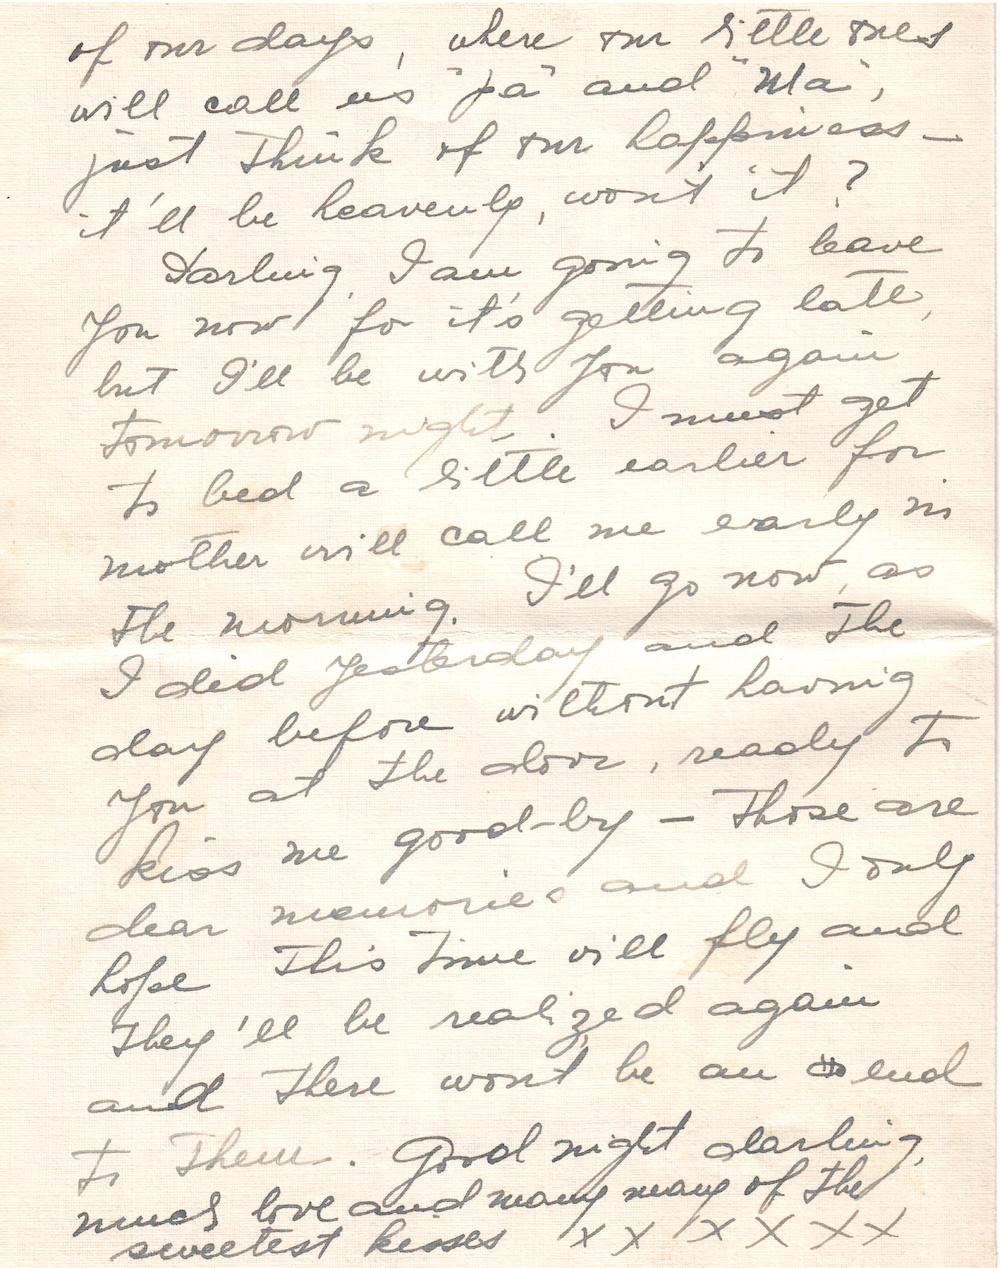 of our days, where our little ones
will call us "pa" and "Ma",
just think of our happiness —
it'll be heavenly, won't it?
Darling, I am going to leave
you now for it's getting late,
but I'll be with you again
tomorrow night. I must get
to bed a little earlier for
mother will call me early in
the morning. I'll go now, as
I did yesterday and the
day before without having
you at the door, ready to
kiss me good-by — Those are
dear memories and I only
hope this time will fly and
they'll be realized again
and there won't be an end
to them. Good night darling,
much love and many many of the
sweetest kisses x x x x x x